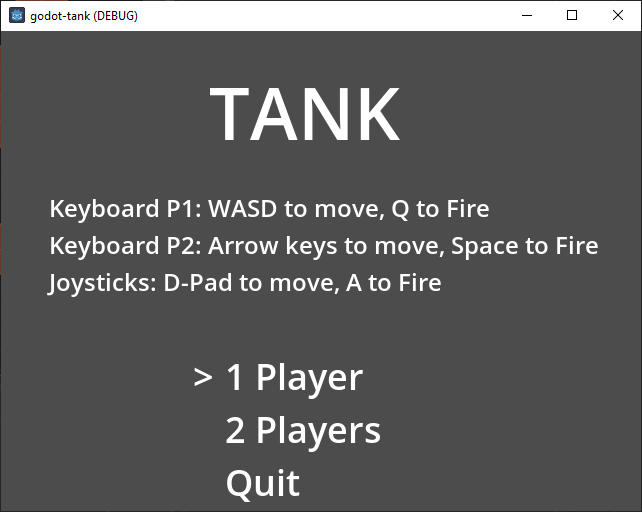 godot-tank (DEBUG)
TANK
Keyboard P1: WASD to move, Q to Fire
Keyboard P2: Arrow keys to move, Space to Fire
Joysticks: D-Pad to move, A to Fire
> 1 Player
2 Players
Quit